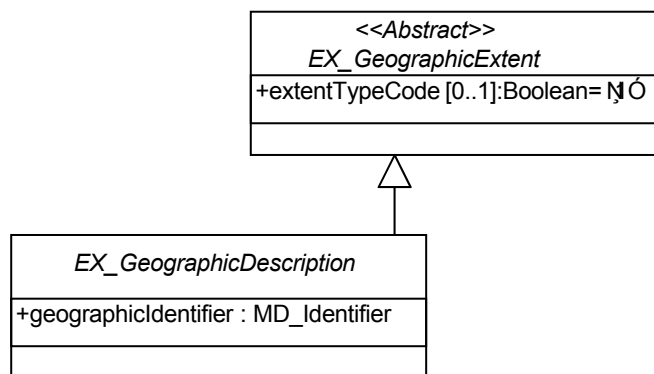 <<Abstract>>
EX_GeographicExtent
+extentTypeCode [0..1]:Boolean=
EX_GeographicDescription
+geographicIdentifier : MD_Identifier